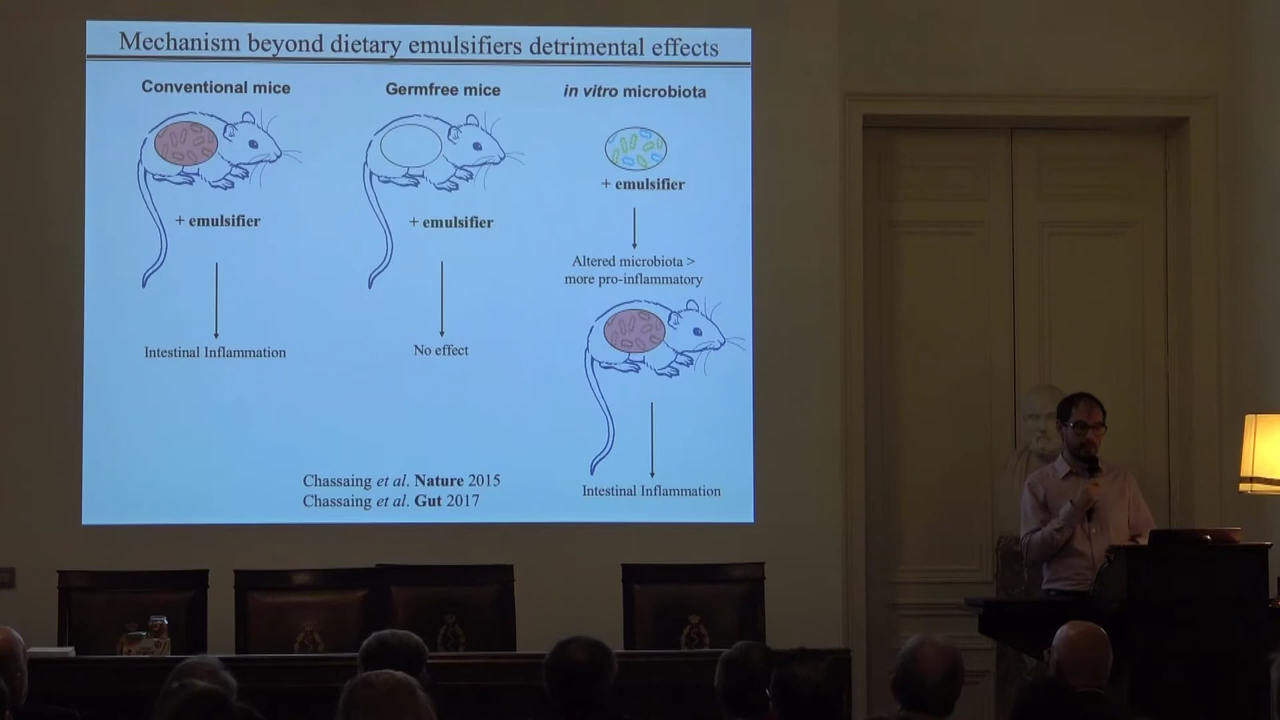 Mechanism beyond dietary emulsifiers detrimental effects
Conventional mice
+ emulsifier
Intestinal Inflammation
Germfree mice
+ emulsifier
No effect
in vitro microbiota
+ emulsifier
Altered microbiota >
more pro-inflammatory
Intestinal Inflammation
Chassaing et al. Nature 2015
Chassaing et al. Gut 2017